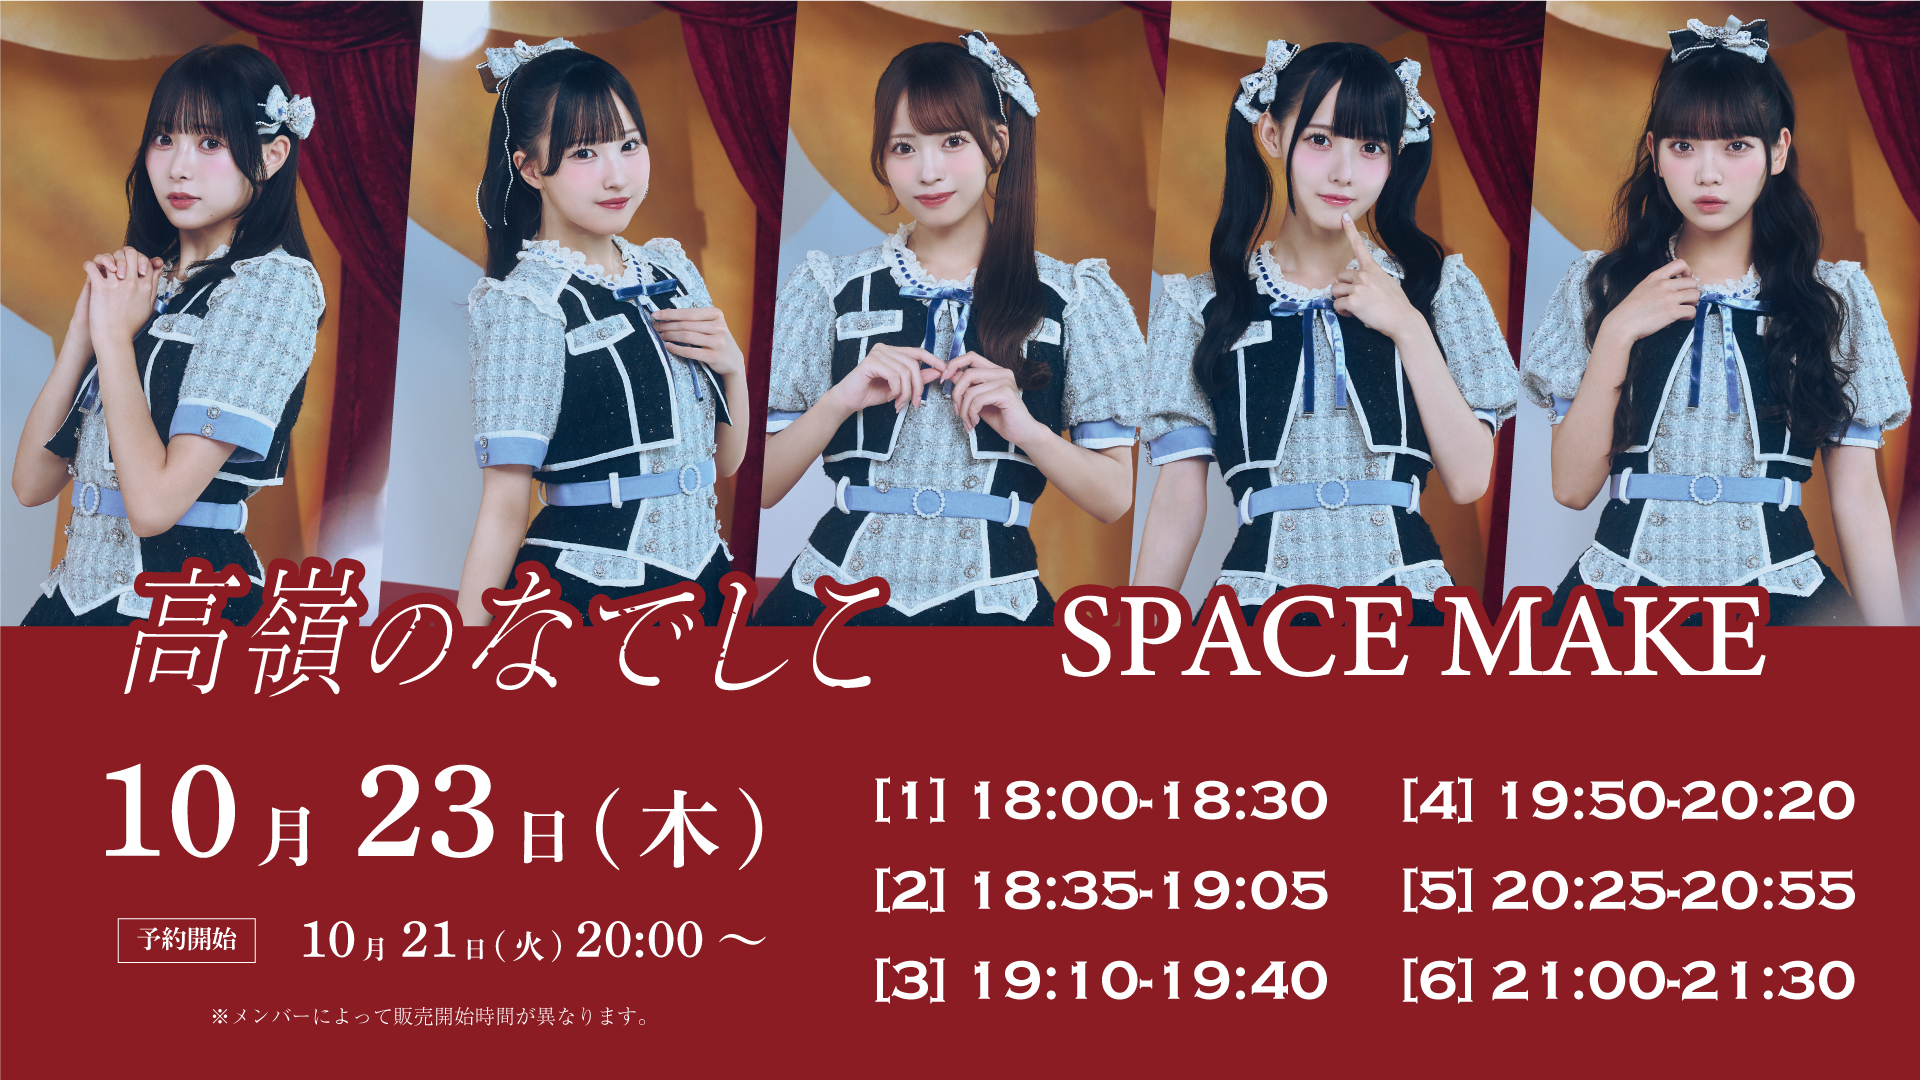 高嶺のなでしこ
SPACE MAKE
10月23日(木)
予約開始 10月21日(火)20:00～
※メンバーによって販売開始時間が異なります。
[1] 18:00-18:30
[2] 18:35-19:05
[3] 19:10-19:40
[4] 19:50-20:20
[5] 20:25-20:55
[6] 21:00-21:30